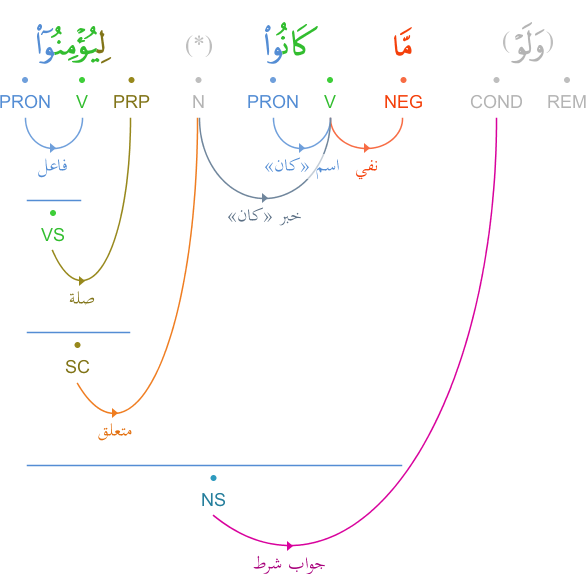 (وَلَوْ) مَّا كَانُوا۟ (*) لِيُؤْمِنُوٓا۟
REM COND NEG V PRON N PRP V PRON
نفي اسم «كان» فاعل
خبر «كان»
VS
صلة
SC
متعلق
NS
جواب شرط